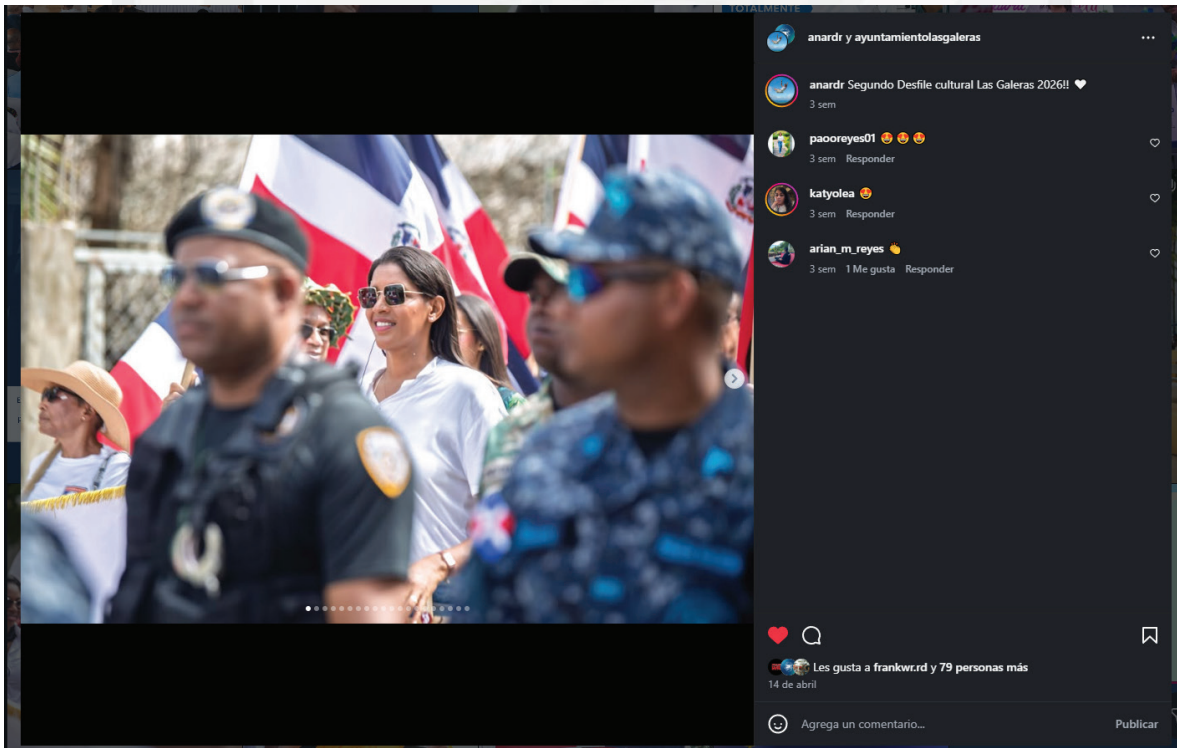 TOTALMENTE
anardr y ayuntamientolasgaleras
anardr Segundo Desfile cultural Las Galeras 2026!! 🤍
3 sem
paooreyes01 🤩🤩🤩
3 sem Responder
katyolea 🤩
3 sem Responder
arian_m_reyes 👏
3 sem 1 Me gusta Responder
Les gusta a frankwr.rd y 79 personas más
14 de abril
Agrega un comentario...
Publicar